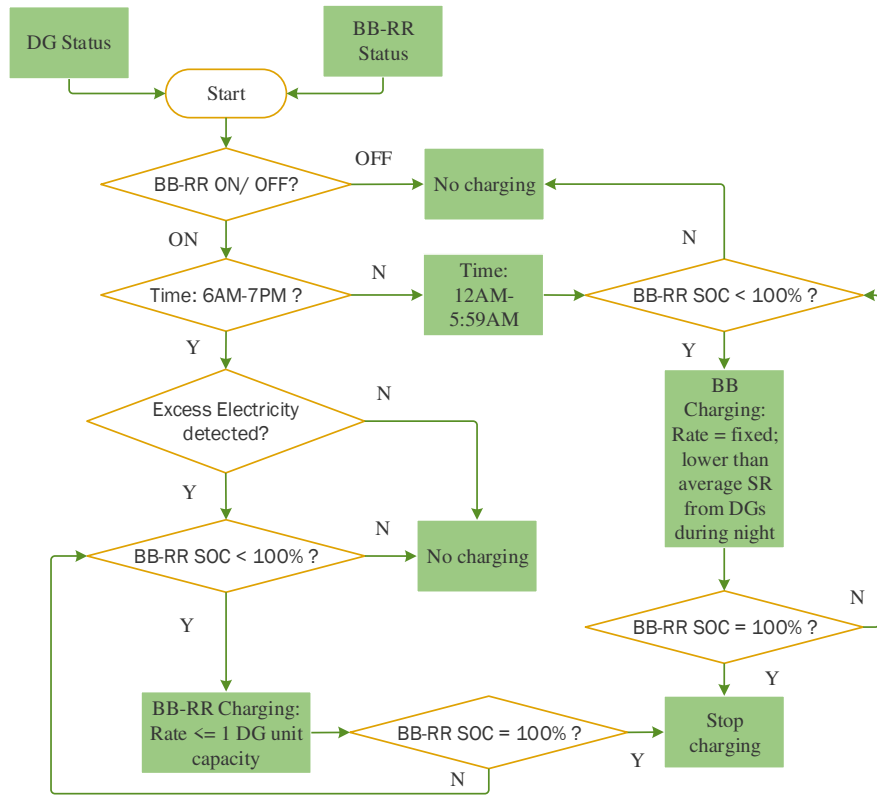 DG Status
BB-RR
Status
Start
BB-RR ON/ OFF?
OFF
No charging
ON
N
Time: 6AM-7PM ?
N
Time:
12AM-
5:59AM
BB-RR SOC < 100% ?
Y
Y
Excess Electricity
detected?
N
BB
Charging:
Rate = fixed;
lower than
average SR
from DGs
during night
Y
BB-RR SOC < 100% ?
N
No charging
BB-RR SOC = 100% ?
N
Y
Y
BB-RR Charging:
Rate <= 1 DG unit
capacity
BB-RR SOC = 100% ?
Y
Stop
charging
N